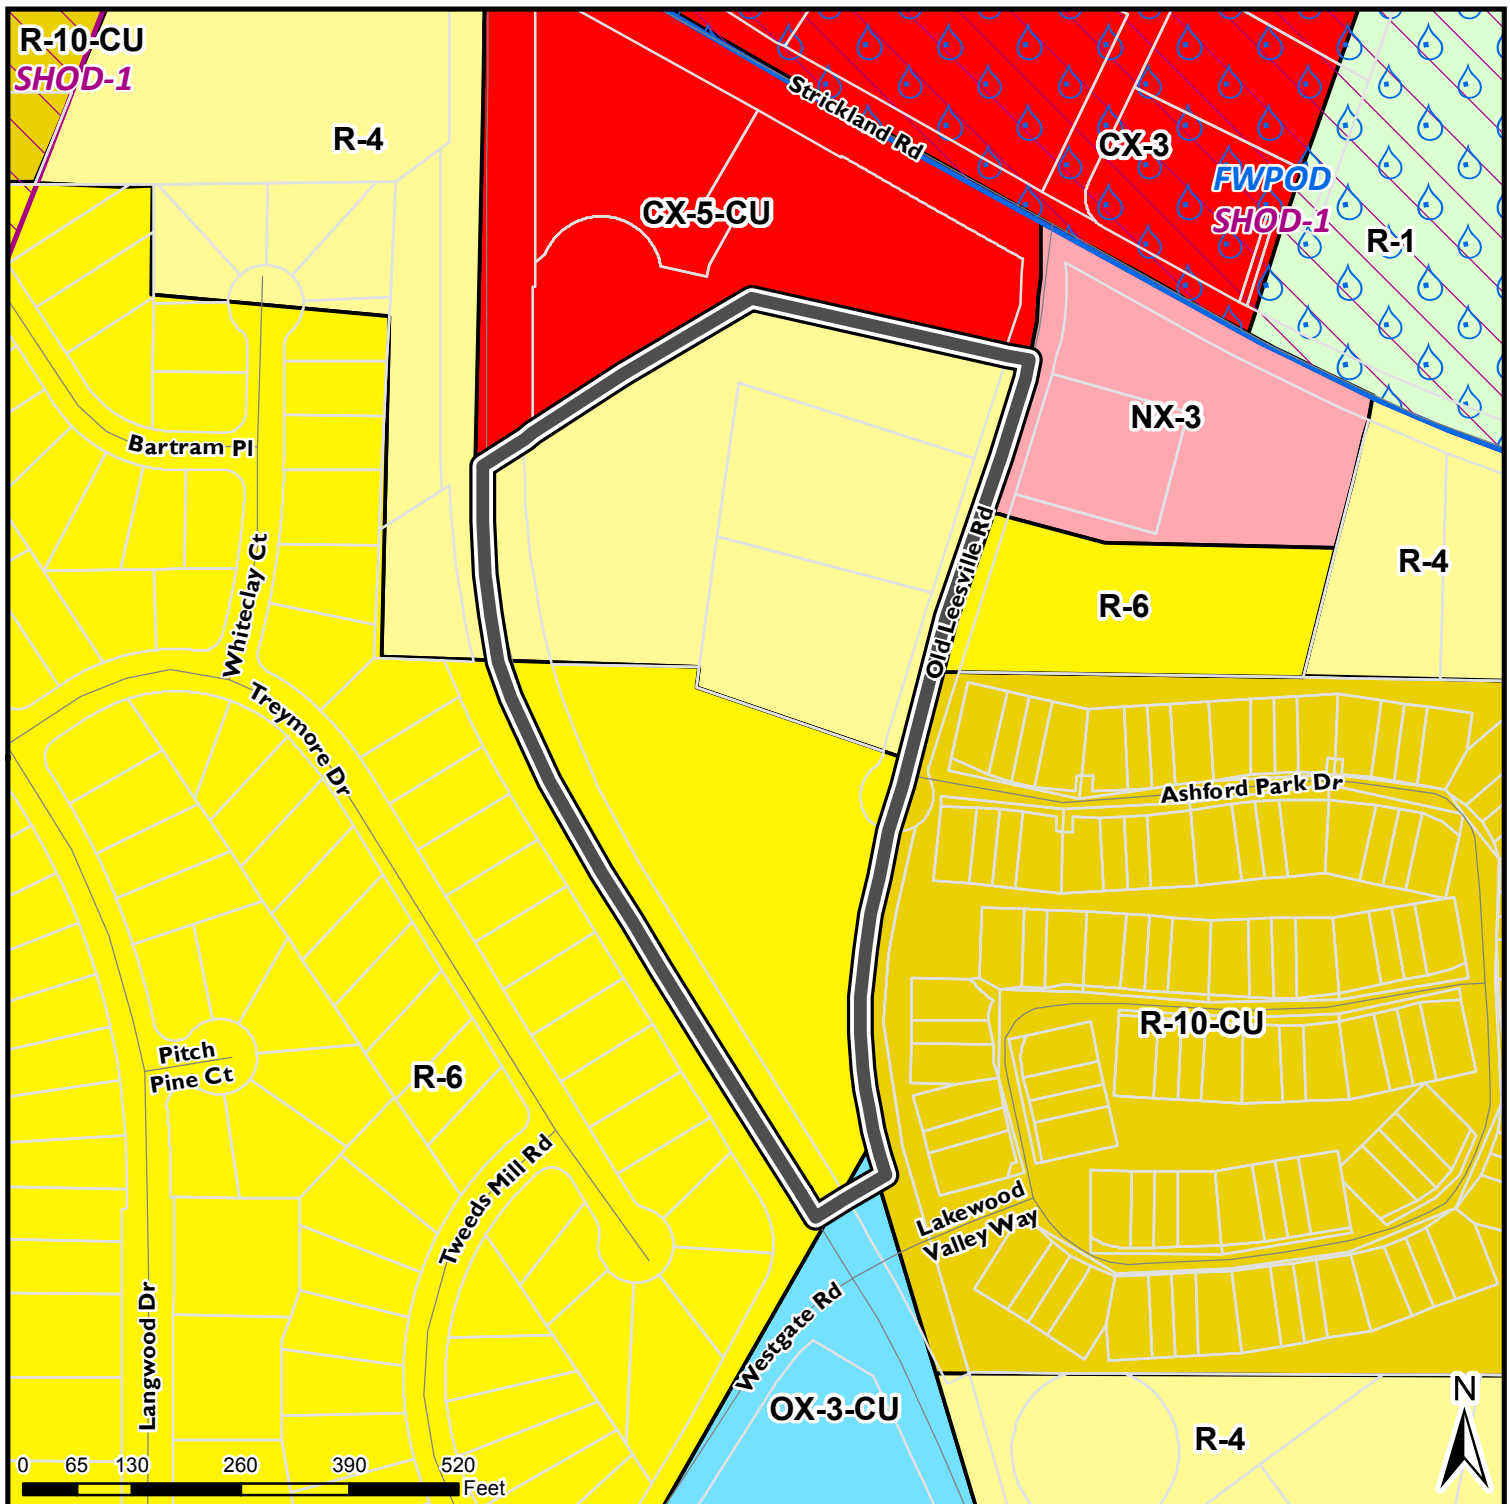 R-10-CU
SHOD-1
R-4
Strickland Rd
CX-3
CX-5-CU
FWPOD
SHOD-1
R-1
NX-3
Bartram Pl
Old Leesville Rd
R-4
Whiteclay Ct
R-6
Treymore Dr
Ashford Park Dr
R-10-CU
Pitch
Pine Ct
R-6
Tweeds Mill Rd
Lakewood
Valley Way
Langwood Dr
Westgate Rd
OX-3-CU
R-4
N
0 65 130 260 390 520
Feet